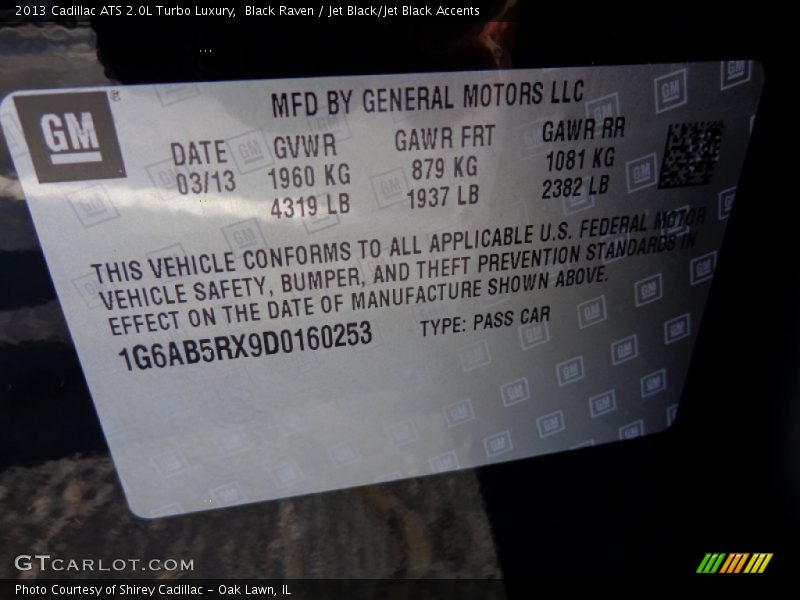 2013 Cadillac ATS 2.0L Turbo Luxury,  Black Raven / Jet Black/Jet Black Accents
GM
MFD BY GENERAL MOTORS LLC
DATE GVWR GAWR FRT GAWR RR
03/13 1960 KG 879 KG 1081 KG
4319 LB 1937 LB 2382 LB
THIS VEHICLE CONFORMS TO ALL APPLICABLE U.S. FEDERAL MOTOR
VEHICLE SAFETY, BUMPER, AND THEFT PREVENTION STANDARDS IN
EFFECT ON THE DATE OF MANUFACTURE SHOWN ABOVE.
1G6AB5RX9D0160253 TYPE: PASS CAR
GTCARLOT.COM
Photo Courtesy of Shirey Cadillac - Oak Lawn, IL